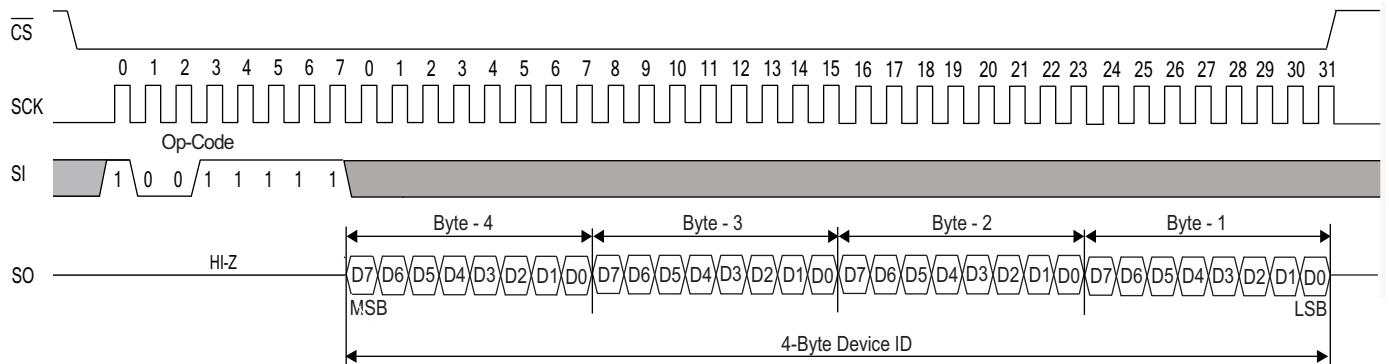 CS
0 1 2 3 4 5 6 7 0 1 2 3 4 5 6 7 8 9 10 11 12 13 14 15 16 17 18 19 20 21 22 23 24 25 26 27 28 29 30 31
SCK
Op-Code
SI 1 0 0 1 1 1 1 1
Byte - 4 Byte - 3 Byte - 2 Byte - 1
SO HI-Z D7 D6 D5 D4 D3 D2 D1 D0 D7 D6 D5 D4 D3 D2 D1 D0 D7 D6 D5 D4 D3 D2 D1 D0 D7 D6 D5 D4 D3 D2 D1 D0
MSB LSB
4-Byte Device ID